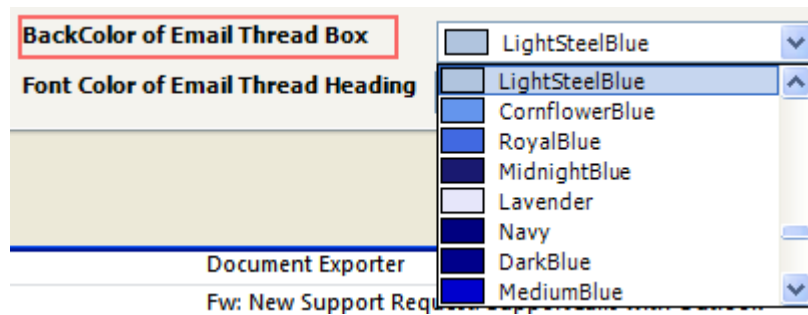 BackColor of Email Thread Box
LightSteelBlue
Font Color of Email Thread Heading
LightSteelBlue
CornflowerBlue
RoyalBlue
MidnightBlue
Lavender
Navy
DarkBlue
MediumBlue
Document Exporter
Fw: New Support Req